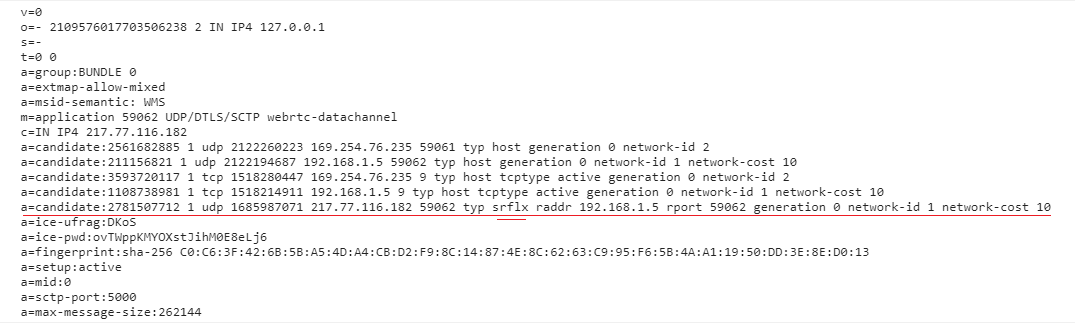 v=0
o=- 2109576017703506238 2 IN IP4 127.0.0.1
s=-
t=0 0
a=group:BUNDLE 0
a=extmap-allow-mixed
a=msid-semantic: WMS
m=application 59062 UDP/DTLS/SCTP webrtc-datachannel
c=IN IP4 217.77.116.182
a=candidate:2561682885 1 udp 2122260223 169.254.76.235 59061 typ host generation 0 network-id 2
a=candidate:211156821 1 udp 2122194687 192.168.1.5 59062 typ host generation 0 network-id 1 network-cost 10
a=candidate:3593720117 1 tcp 1518280447 169.254.76.235 9 typ host tcptype active generation 0 network-id 2
a=candidate:1108738981 1 tcp 1518214911 192.168.1.5 9 typ host tcptype active generation 0 network-id 1 network-cost 10
a=candidate:2781507712 1 udp 1685987071 217.77.116.182 59062 typ srflx raddr 192.168.1.5 rport 59062 generation 0 network-id 1 network-cost 10
a=ice-ufrag:DKoS
a=ice-pwd:ovTWppKMYOXstJihM0E8eLj6
a=fingerprint:sha-256 C0:C6:3F:42:6B:5B:A5:4D:A4:CB:D2:F9:8C:14:87:4E:8C:62:63:C9:95:F6:5B:4A:A1:19:50:DD:3E:8E:D0:13
a=setup:active
a=mid:0
a=sctp-port:5000
a=max-message-size:262144